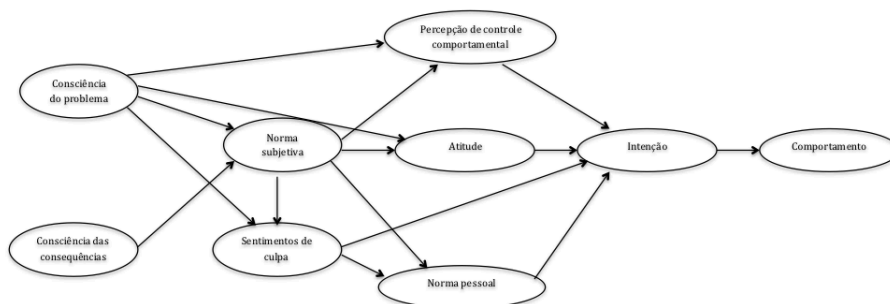 Percepção de controle
comportamental
Consciência
do problema
Norma
subjetiva
Atitude
Intenção
Comportamento
Consciência das
consequências
Sentimentos de
culpa
Norma pessoal